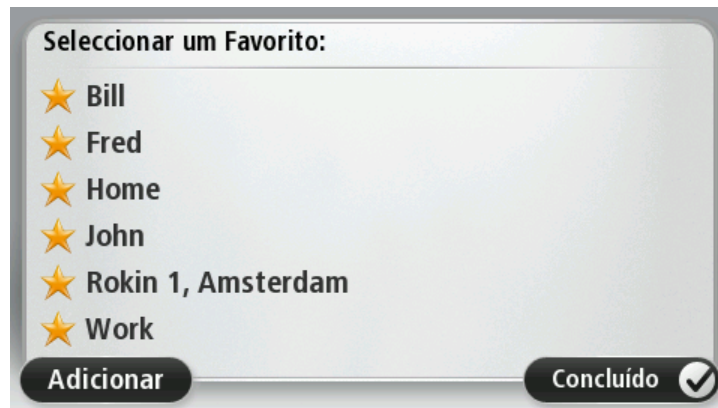 Seleccionar um Favorito:
Bill
Fred
Home
John
Rokin 1, Amsterdam
Work
Adicionar
Concluído